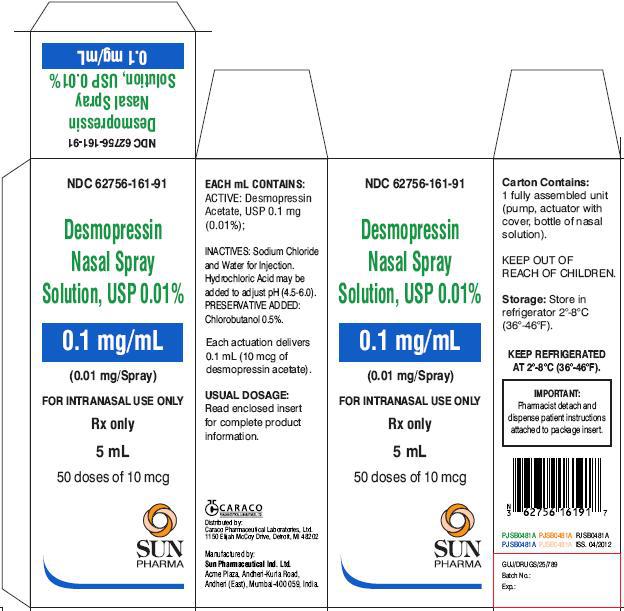 0.1 mg/mL
Solution, USP 0.01%
Nasal Spray
Desmopressin
NDC 62756-161-91
NDC 62756-161-91
Desmopressin
Nasal Spray
Solution, USP 0.01%
0.1 mg/mL
(0.01 mg/Spray)
FOR INTRANASAL USE ONLY
Rx only
5 mL
50 doses of 10 mcg
SUN
PHARMA
EACH mL CONTAINS:
ACTIVE: Desmopressin
Acetate, USP 0.1 mg
(0.01%);
INACTIVES: Sodium Chloride
and Water for Injection.
Hydrochloric Acid may be
added to adjust pH (4.5-6.0).
PRESERVATIVE ADDED:
Chlorobutanol 0.5%.
Each actuation delivers
0.1 mL (10 mcg of
desmopressin acetate).
USUAL DOSAGE:
Read enclosed insert
for complete product
information.
CARACO
Distributed by:
Caraco Pharmaceutical Laboratories, Ltd.
1150 Elijah McCoy Drive, Detroit, MI 48202
Manufactured by:
Sun Pharmaceutical Ind. Ltd.
Acme Plaza, Andheri-Kurla Road,
Andheri (East), Mumbai-400 059, India.
NDC 62756-161-91
Desmopressin
Nasal Spray
Solution, USP 0.01%
0.1 mg/mL
(0.01 mg/Spray)
FOR INTRANASAL USE ONLY
Rx only
5 mL
50 doses of 10 mcg
SUN
PHARMA
Carton Contains:
1 fully assembled unit
(pump, actuator with
cover, bottle of nasal
solution).
KEEP OUT OF
REACH OF CHILDREN.
Storage: Store in
refrigerator 2°-8°C
(36°-46°F).
KEEP REFRIGERATED
AT 2°-8°C (36°-46°F).
IMPORTANT:
Pharmacist detach and
dispense patient instructions
attached to package insert.
N
3 62756 16191 7
PJSB0481A PJSB0481A PJSB0481A
PJSB0481A PJSB0481A ISS. 04/2012
GUJ/DRUGS/25/789
Batch No.:
Exp.: